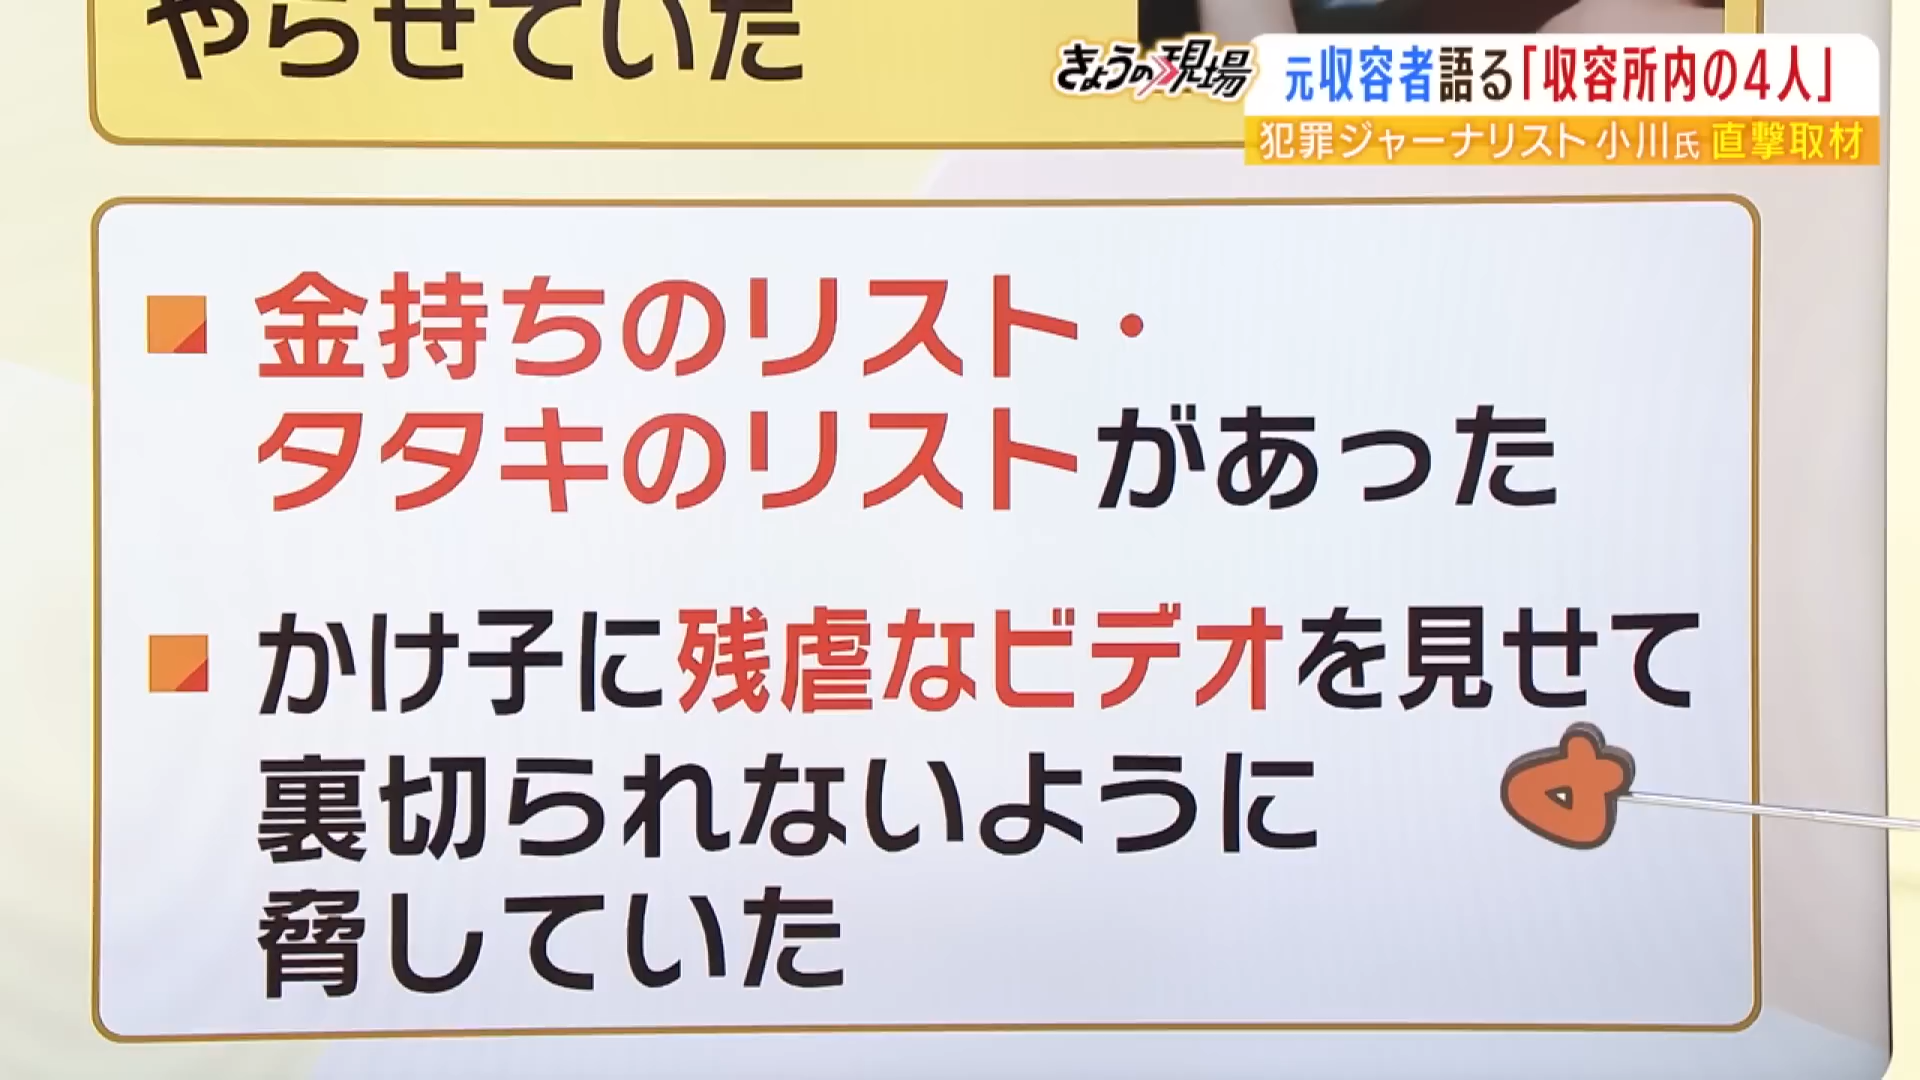 やらせていた
きょうの現場
元収容者語る「収容所内の4人」
犯罪ジャーナリスト 小川氏 直撃取材
金持ちのリスト・
タタキのリストがあった
かけ子に残虐なビデオを見せて
裏切られないように
脅していた